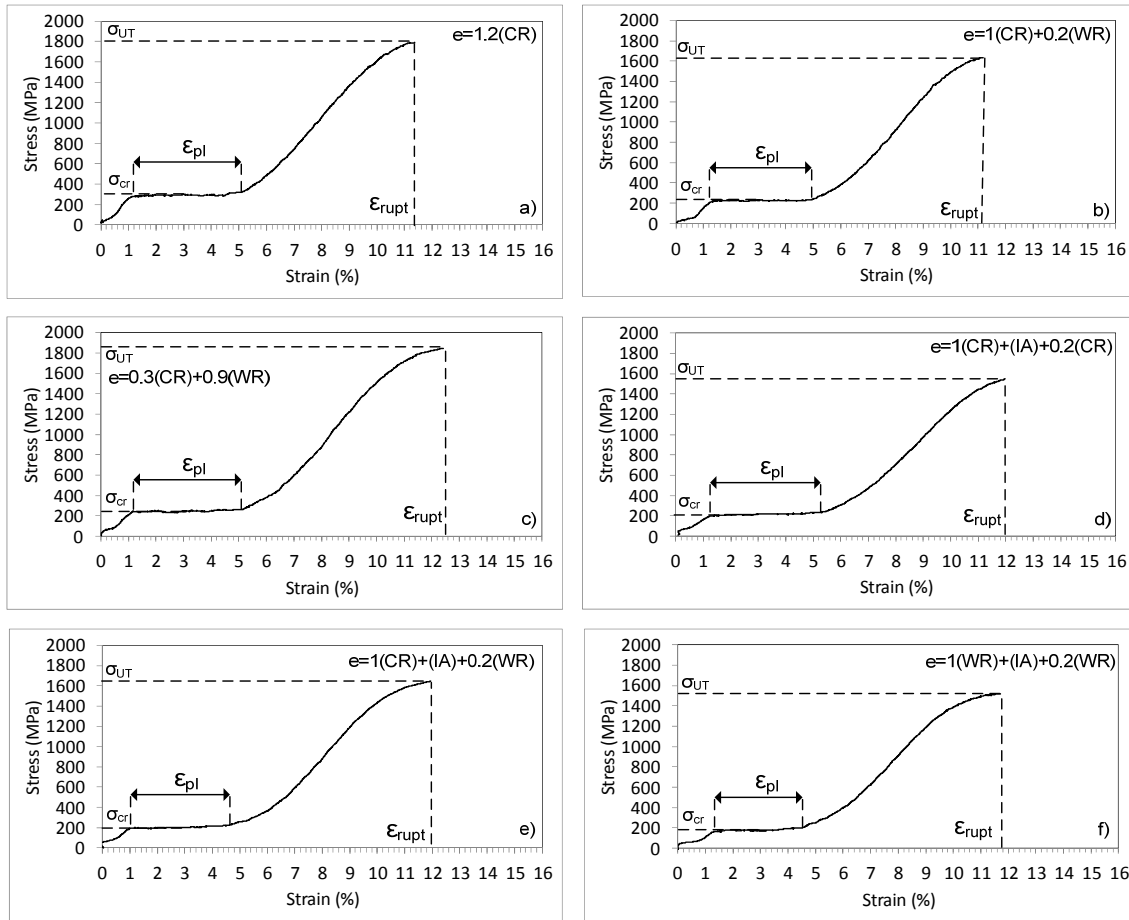 2000
1800
1600
1400
1200
1000
800
600
400
200
0
Stress (MPa)
σUT
e=1.2(CR)
εpl
σcr
εrupt
a)
0 1 2 3 4 5 6 7 8 9 10 11 12 13 14 15 16
Strain (%)
2000
1800
1600
1400
1200
1000
800
600
400
200
0
Stress (MPa)
σUT
e=1(CR)+0.2(WR)
εpl
σcr
εrupt
b)
0 1 2 3 4 5 6 7 8 9 10 11 12 13 14 15 16
Strain (%)
2000
1800
1600
1400
1200
1000
800
600
400
200
0
Stress (MPa)
σUT
e=0.3(CR)+0.9(WR)
εpl
σcr
εrupt
c)
0 1 2 3 4 5 6 7 8 9 10 11 12 13 14 15 16
Strain (%)
2000
1800
1600
1400
1200
1000
800
600
400
200
0
Stress (MPa)
e=1(CR)+(IA)+0.2(CR)
σUT
εpl
σcr
εrupt
d)
0 1 2 3 4 5 6 7 8 9 10 11 12 13 14 15 16
Strain (%)
2000
1800
1600
1400
1200
1000
800
600
400
200
0
Stress (MPa)
σUT
e=1(CR)+(IA)+0.2(WR)
εpl
σcr
εrupt
e)
0 1 2 3 4 5 6 7 8 9 10 11 12 13 14 15 16
Strain (%)
2000
1800
1600
1400
1200
1000
800
600
400
200
0
Stress (MPa)
e=1(WR)+(IA)+0.2(WR)
σUT
εpl
σcr
εrupt
f)
0 1 2 3 4 5 6 7 8 9 10 11 12 13 14 15 16
Strain (%)